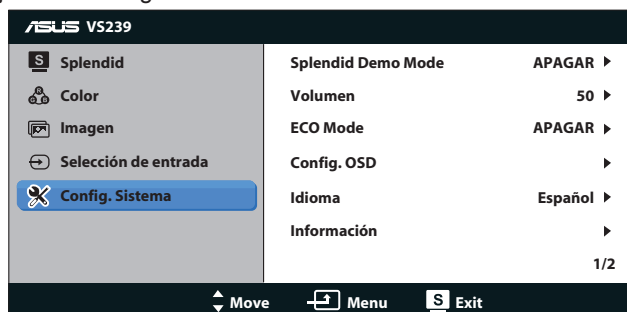 ASUS VS239
S Splendid
Color
Imagen
Selección de entrada
Config. Sistema
Splendid Demo Mode APAGAR
Volumen 50
ECO Mode APAGAR
Config. OSD
Idioma Español
Información
1/2
Move Menu S Exit